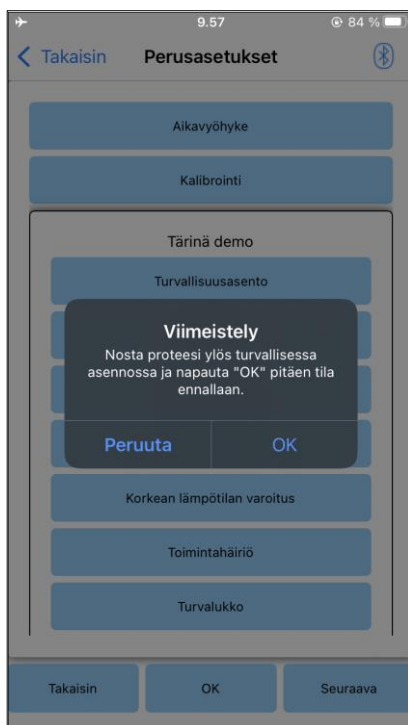 9.57
84 %
Takaisin
Perusasetukset
Aikavyöhyke
Kalibrointi
Tärinä demo
Turvallisuusasento
Viimeistely
Nosta proteesi ylös turvallisessa
asennossa ja napauta "OK" pitäen tila
ennallaan.
Peruuta
OK
Korkean lämpötilan varoitus
Toimintahäiriö
Turvalukko
Takaisin
OK
Seuraava